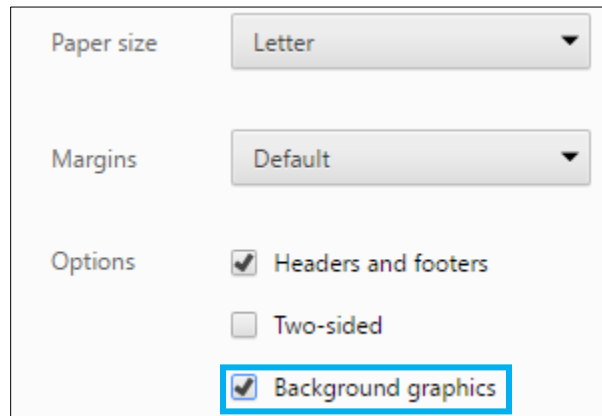 Paper size Letter
Margins Default
Options Headers and footers
Two-sided
Background graphics